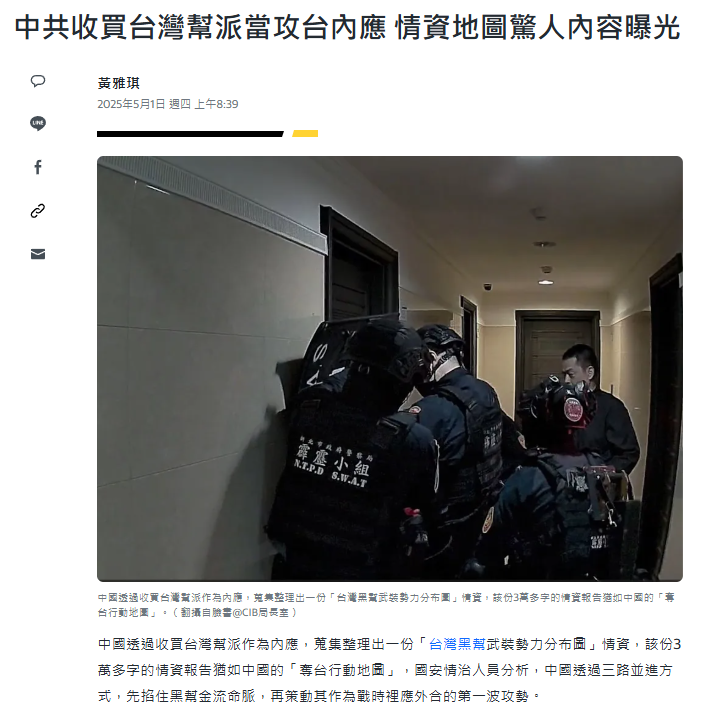 中共收買台灣幫派當攻台內應 情資地圖驚人內容曝光
黃雅琪
2025年5月1日 週四 上午8:39
LINE
新北市政府警察局
霹靂小組
N.T.P.D S.W.A.T
中國透過收買台灣幫派作為內應，蒐集整理出一份「台灣黑幫武裝勢力分布圖」情資，該份3萬多字的情資報告猶如中國的「奪
台行動地圖」。（翻攝自臉書@CIB局長室）
中國透過收買台灣幫派作為內應，蒐集整理出一份「台灣黑幫武裝勢力分布圖」情資，該份3
萬多字的情資報告猶如中國的「奪台行動地圖」，國安情治人員分析，中國透過三路並進方
式，先掐住黑幫金流命脈，再策動其作為戰時裡應外合的第一波攻勢。